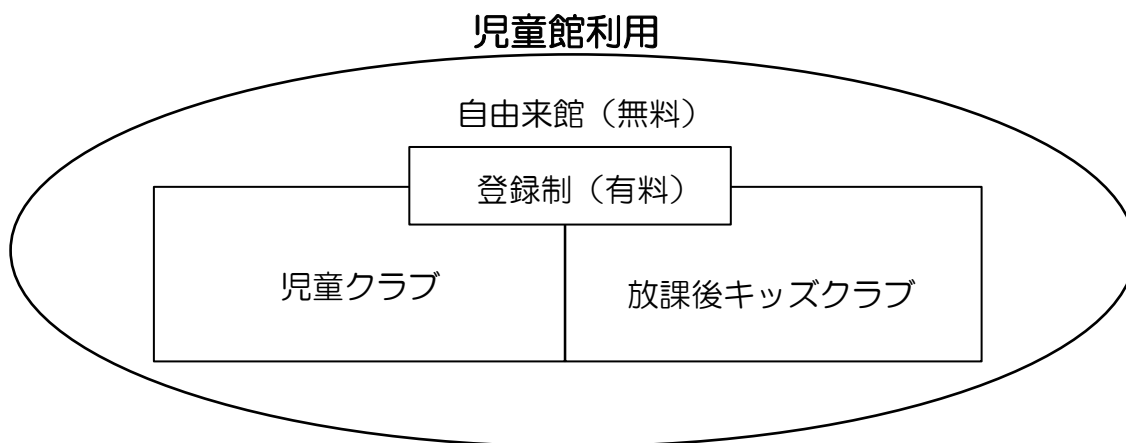 児童館利用
自由来館（無料）
登録制（有料）
児童クラブ
放課後キッズクラブ